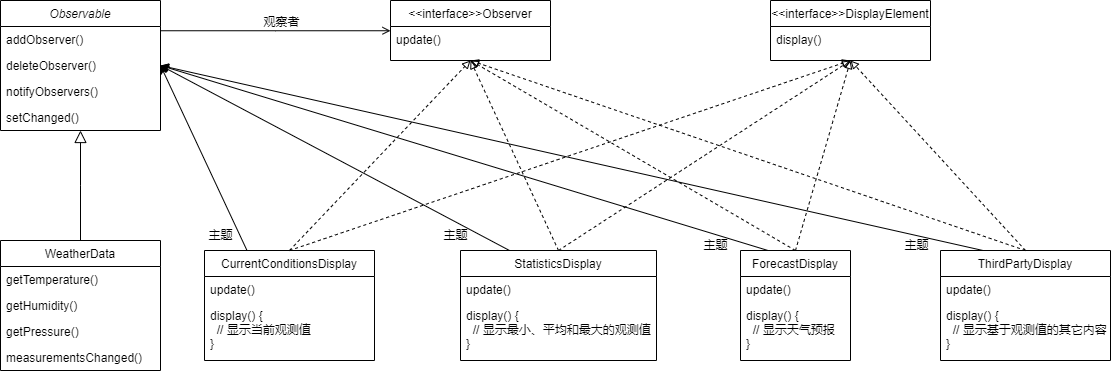 Observable
addObserver()
deleteObserver()
notifyObservers()
setChanged()
观察者
<<interface>>Observer
update()
<<interface>>DisplayElement
display()
主题
主题
主题
主题
WeatherData
getTemperature()
getHumidity()
getPressure()
measurementsChanged()
CurrentConditionsDisplay
update()
display() {
// 显示当前观测值
}
StatisticsDisplay
update()
display() {
// 显示最小、平均和最大的观测值
}
ForecastDisplay
update()
display() {
// 显示天气预报
}
ThirdPartyDisplay
update()
display() {
// 显示基于观测值的其它内容
}